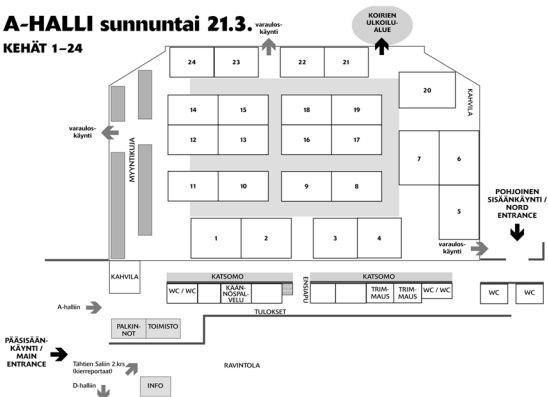 A-HALLI sunnuntai 21.3.
KEHÄT 1–24
varaulos-
käynti
KOIRIEN
ULKOILU-
ALUE
24
23
22
21
20
KAHVILA
14
15
18
19
varaulos-
käynti
MYYNTIKUJA
12
13
16
17
7
6
11
10
9
8
POHJOINEN
SISÄÄNKÄYNTI /
NORD
ENTRANCE
5
1
2
3
4
varaulos-
käynti
KAHVILA
KATSOMO
ENSIAPU
KATSOMO
WC / WC
KÄÄN-
NÖSPAL-
VELU
TRIM-
MAUS
TRIM-
MAUS
WC / WC
WC
WC
A-halliin
TULOKSET
PALKIN-
NOT
TOIMISTO
PÄÄSISÄÄN-
KÄYNTI /
MAIN
ENTRANCE
Tähtien Saliin 2.krs
(kierreportaat)
RAVINTOLA
D-halliin
INFO